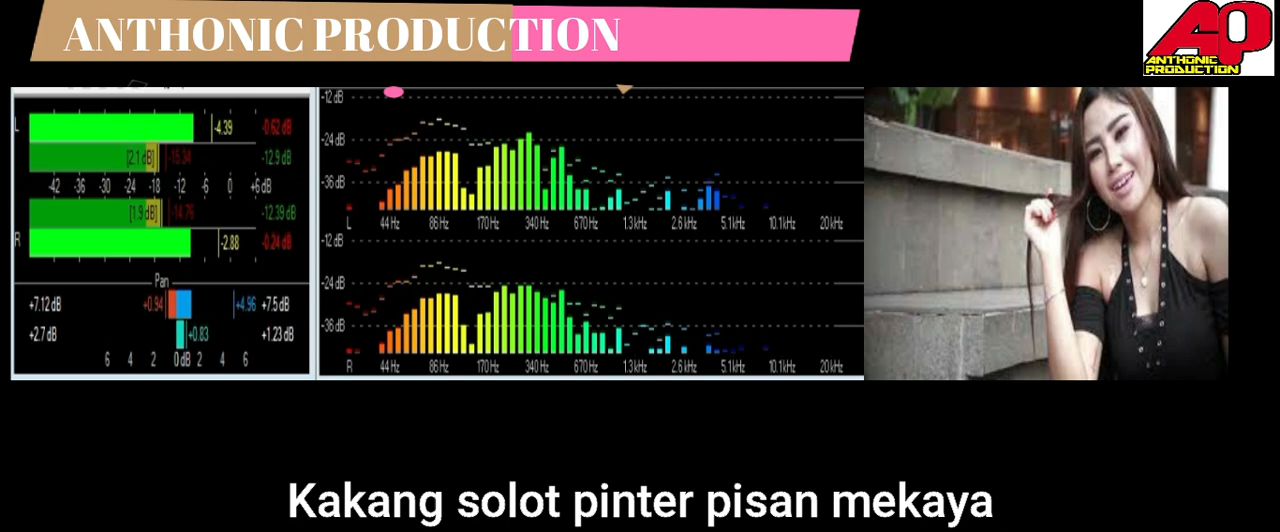 ANTHONIC PRODUCTION
AP
ANTHONIC
PRODUCTION
L
-4.39 -0.62 dB
[2.1 dB] -15.34 -12.9 dB
-42 -36 -30 -24 -18 -12 -6 0 +6 dB
[1.9 dB] -14.76 -12.39 dB
R
-2.88 -0.24 dB
Pan
+7.12 dB +0.94 +4.96 +7.5 dB
+2.7 dB +0.83 +1.23 dB
6 4 2 0 dB 2 4 6
-12 dB
-24 dB
-36 dB
L 44 Hz 86 Hz 170 Hz 340 Hz 670 Hz 1.3 kHz 2.6 kHz 5.1 kHz 10.1 kHz 20 kHz
-12 dB
-24 dB
-36 dB
R 44 Hz 86 Hz 170 Hz 340 Hz 670 Hz 1.3 kHz 2.6 kHz 5.1 kHz 10.1 kHz 20 kHz
Kakang solot pinter pisan mekaya